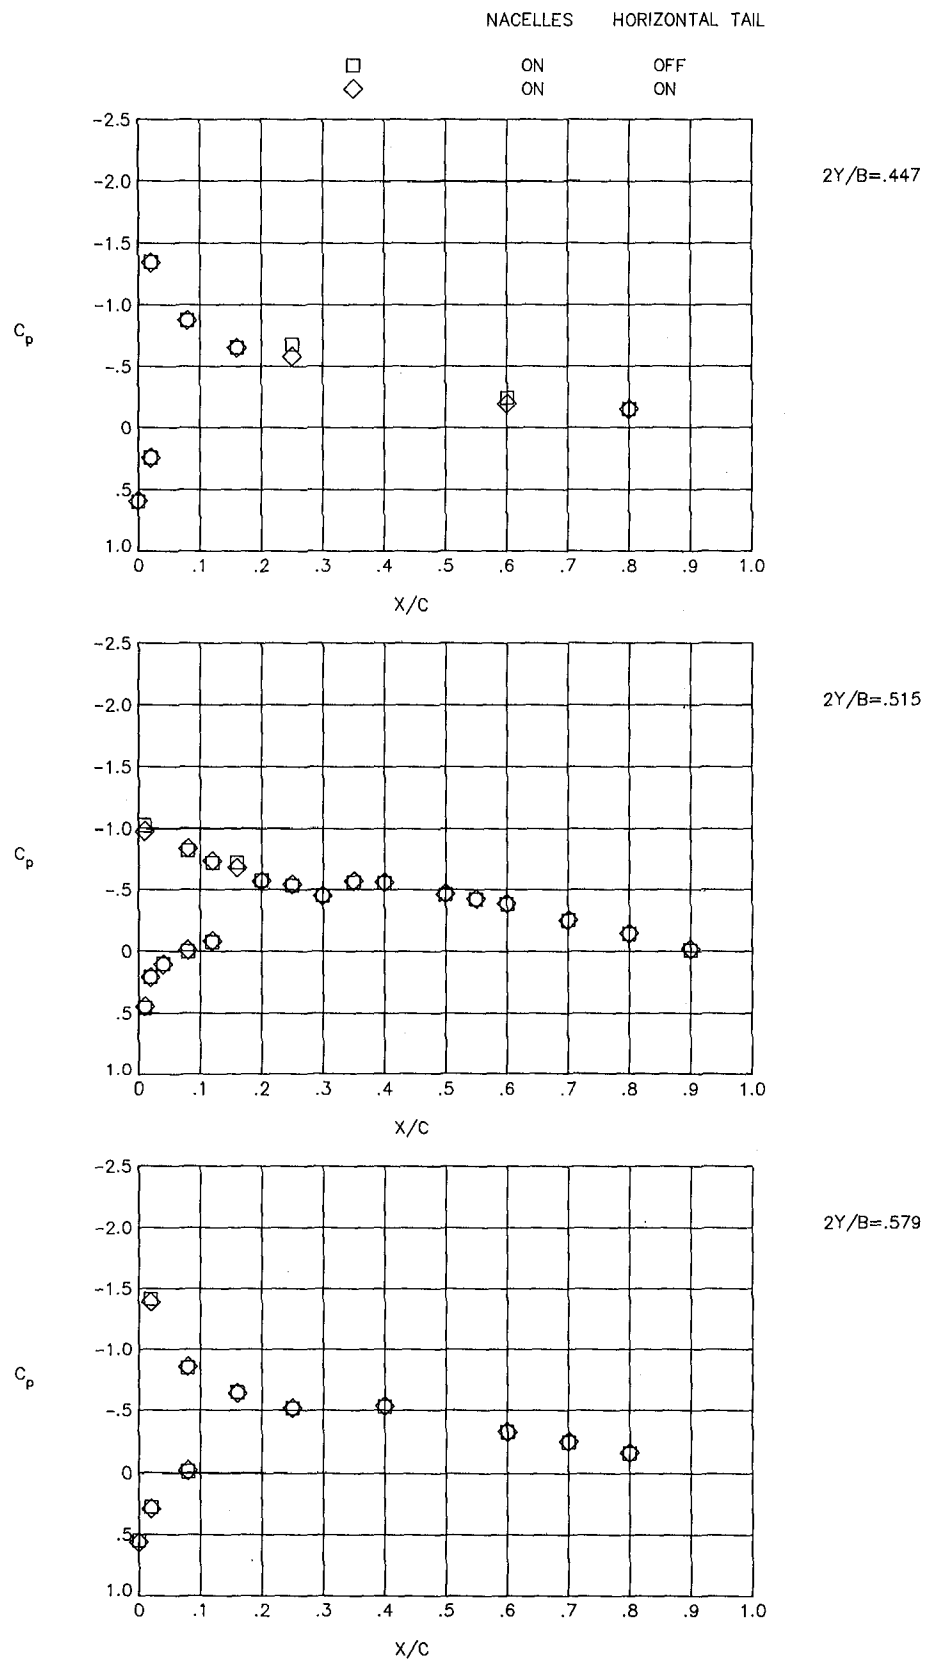 NACELLES HORIZONTAL TAIL
ON OFF
ON ON
-2.5
2Y/B=.447
-2.0
-1.5
-1.0
Cp
-.5
0
.5
1.0
0 .1 .2 .3 .4 .5 .6 .7 .8 .9 1.0
X/C
-2.5
2Y/B=.515
-2.0
-1.5
-1.0
Cp
-.5
0
.5
1.0
0 .1 .2 .3 .4 .5 .6 .7 .8 .9 1.0
X/C
-2.5
2Y/B=.579
-2.0
-1.5
-1.0
Cp
-.5
0
.5
1.0
0 .1 .2 .3 .4 .5 .6 .7 .8 .9 1.0
X/C